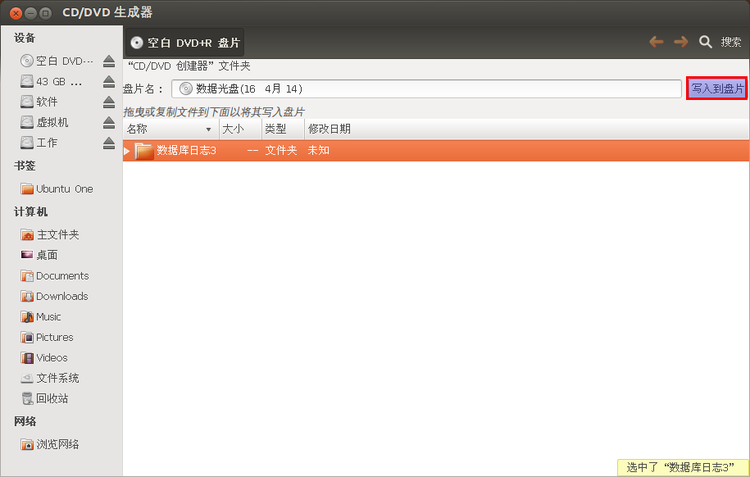 CD/DVD 生成器
设备
空白 DVD…
43 GB …
软件
虚拟机
工作
书签
Ubuntu One
计算机
主文件夹
桌面
Documents
Downloads
Music
Pictures
Videos
文件系统
回收站
网络
浏览网络
空白 DVD+R 盘片
搜索
“CD/DVD 创建器”文件夹
盘片名： 数据光盘(16 4月 14) 写入到盘片
拖曳或复制文件到下面以将其写入盘片
名称 大小 类型 修改日期
数据库日志3 -- 文件夹 未知
选中了“数据库日志3”